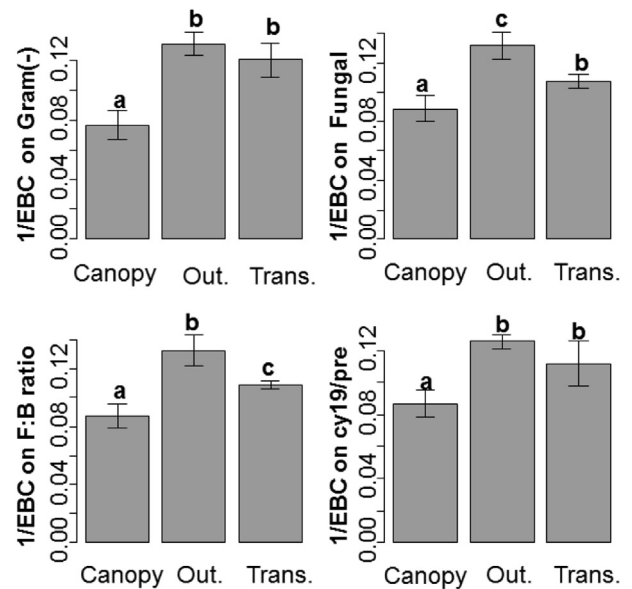 1/EBC on Gram(-)
0.00 0.04 0.08 0.12
a
b
b
Canopy Out. Trans.
1/EBC on Fungal
0.00 0.04 0.08 0.12
a
c
b
Canopy Out. Trans.
1/EBC on F:B ratio
0.00 0.04 0.08 0.12
a
b
c
Canopy Out. Trans.
1/EBC on cy19/pre
0.00 0.04 0.08 0.12
a
b
b
Canopy Out. Trans.